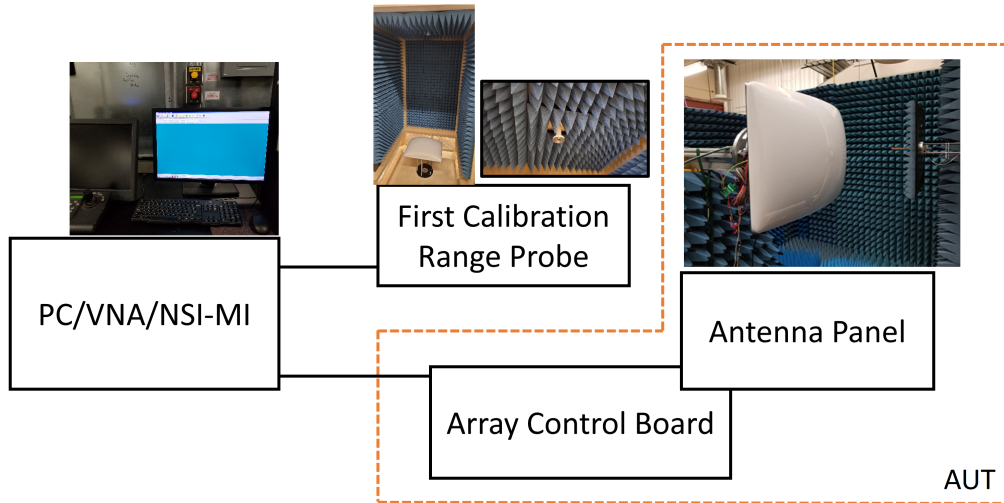 First Calibration
Range Probe
PC/VNA/NSI-MI
Antenna Panel
Array Control Board
AUT